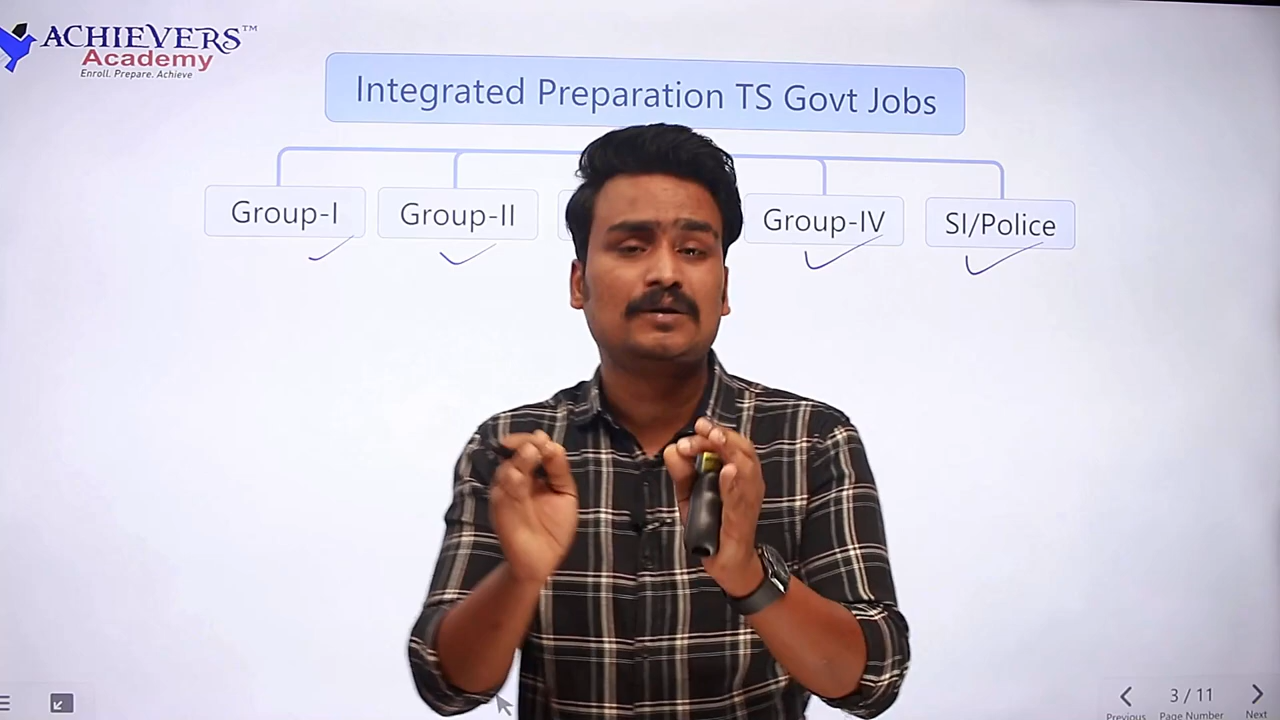 ACHIEVERS™
Academy
Enroll. Prepare. Achieve
Integrated Preparation TS Govt Jobs
Group-I
Group-II
Group-IV
SI/Police
3 / 11
Previous
Page Number
Next